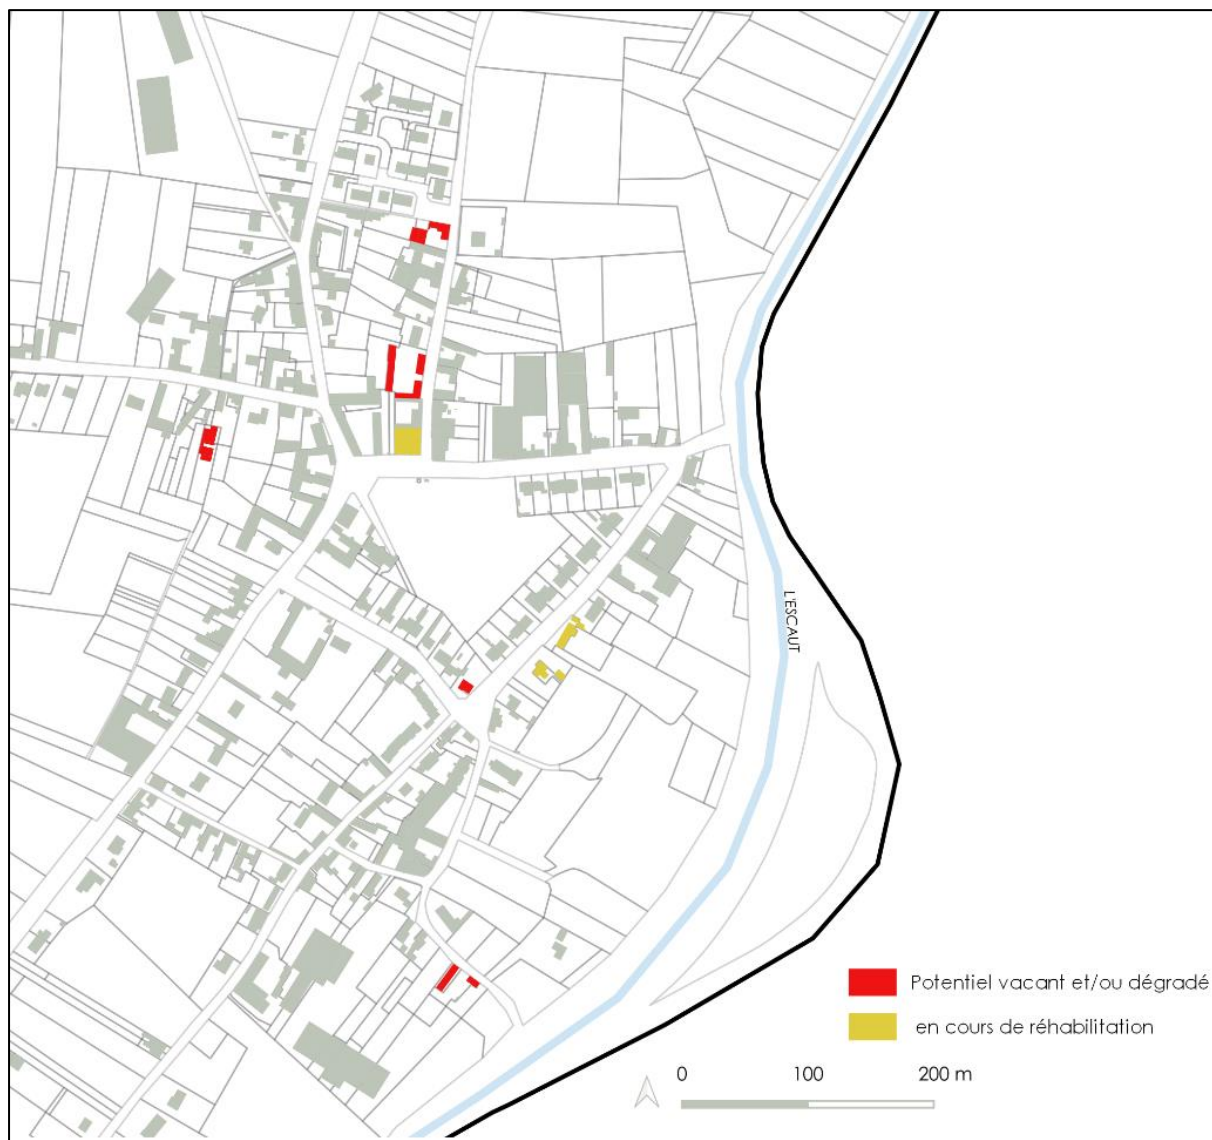 L'ESCAUT
Potentiel vacant et/ou dégradé
en cours de réhabilitation
0 100 200 m